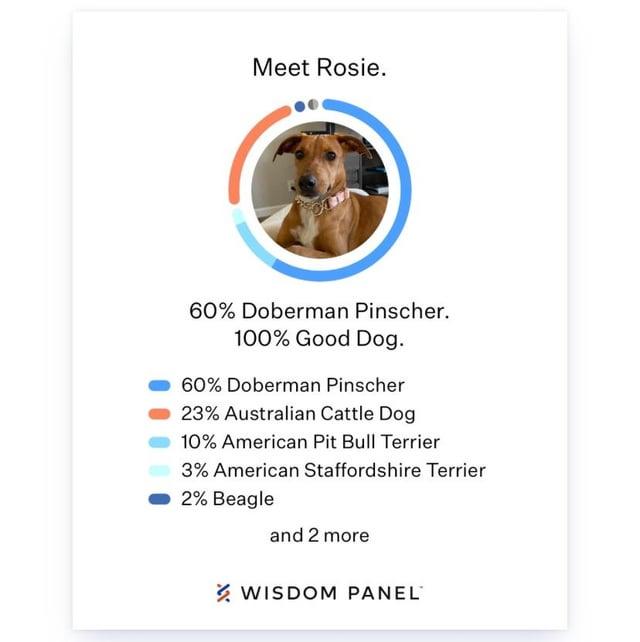 Meet Rosie.
60% Doberman Pinscher.
100% Good Dog.
60% Doberman Pinscher
23% Australian Cattle Dog
10% American Pit Bull Terrier
3% American Staffordshire Terrier
2% Beagle
and 2 more
WISDOM PANEL™